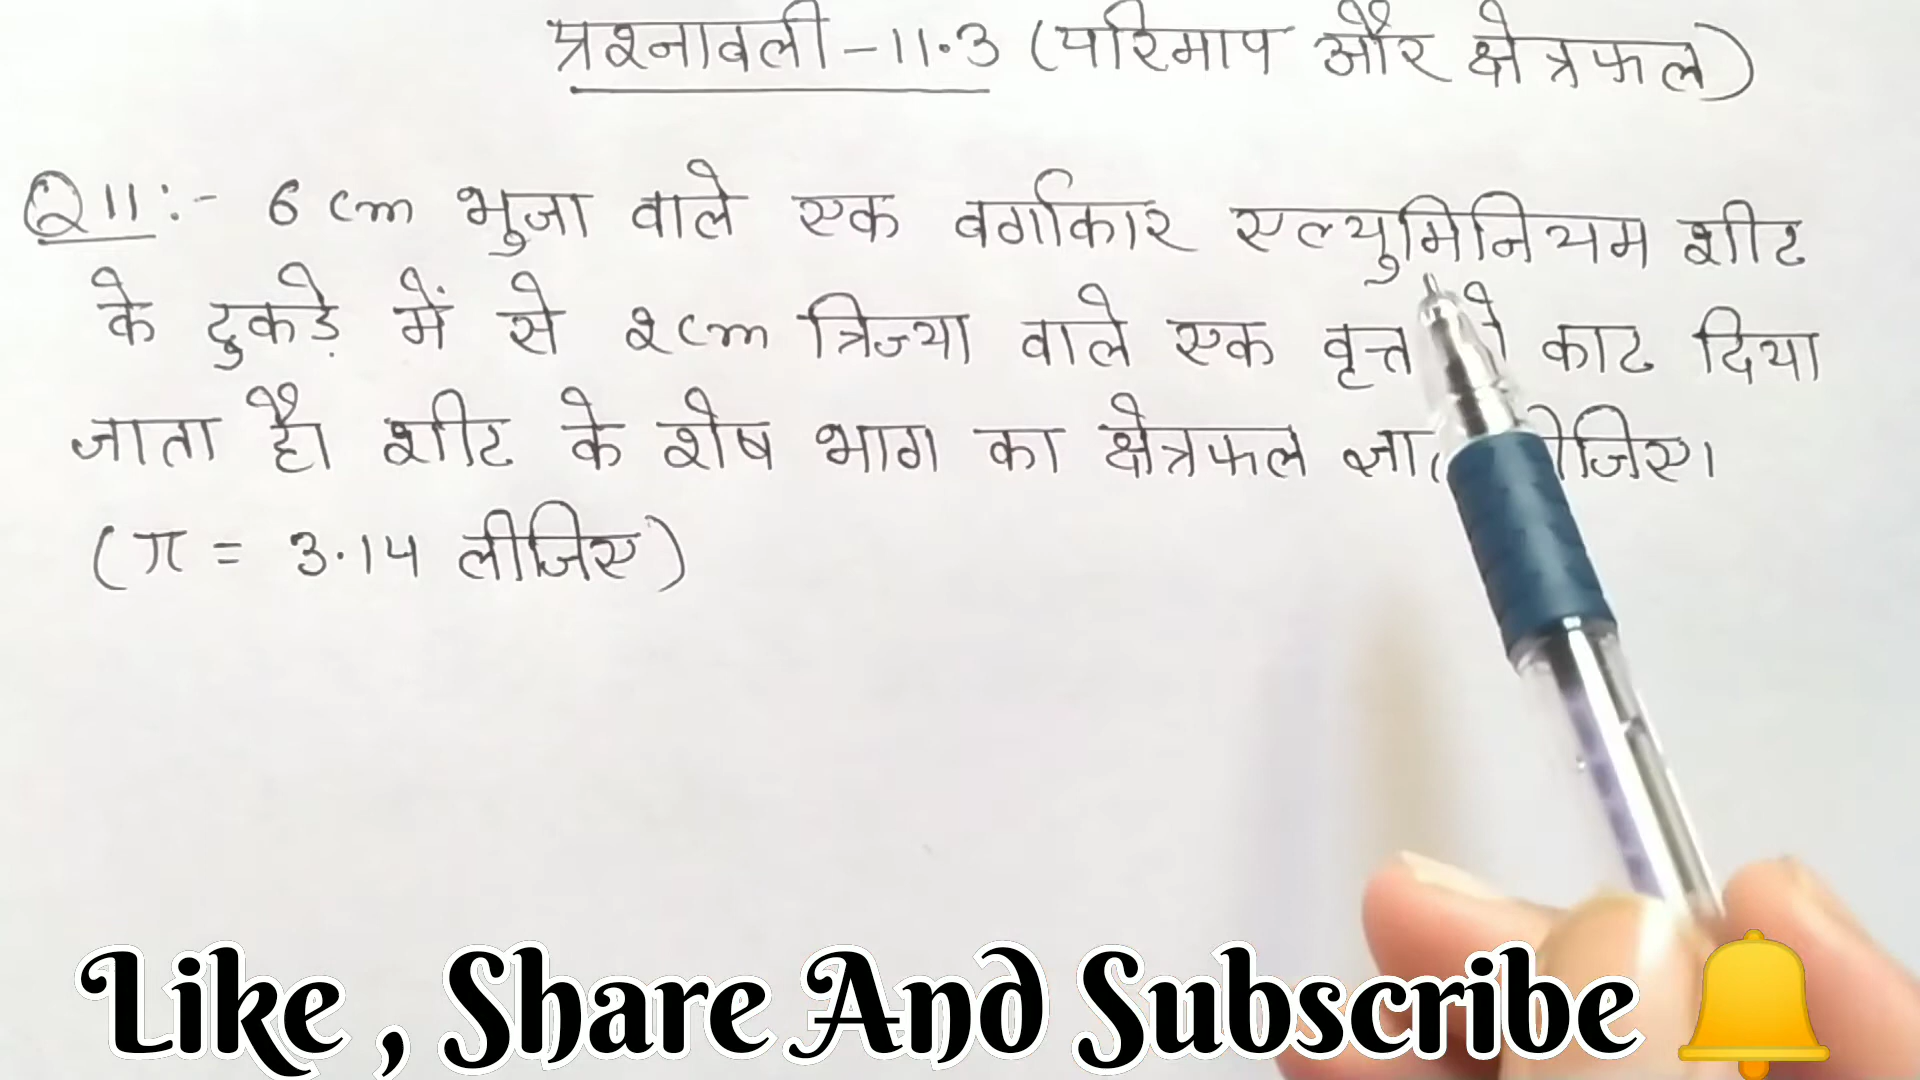 प्रश्नावली - 11.3 (परिमाप और क्षेत्रफल)
Q11:- 6 cm भुजा वाले एक वर्गाकार एल्युमिनियम शीट
के टुकड़े में से 2 cm त्रिज्या वाले एक वृत्त काट दिया
जाता है। शीट के शेष भाग का क्षेत्रफल
(π = 3.14 लीजिए)
Like , Share And Subscribe